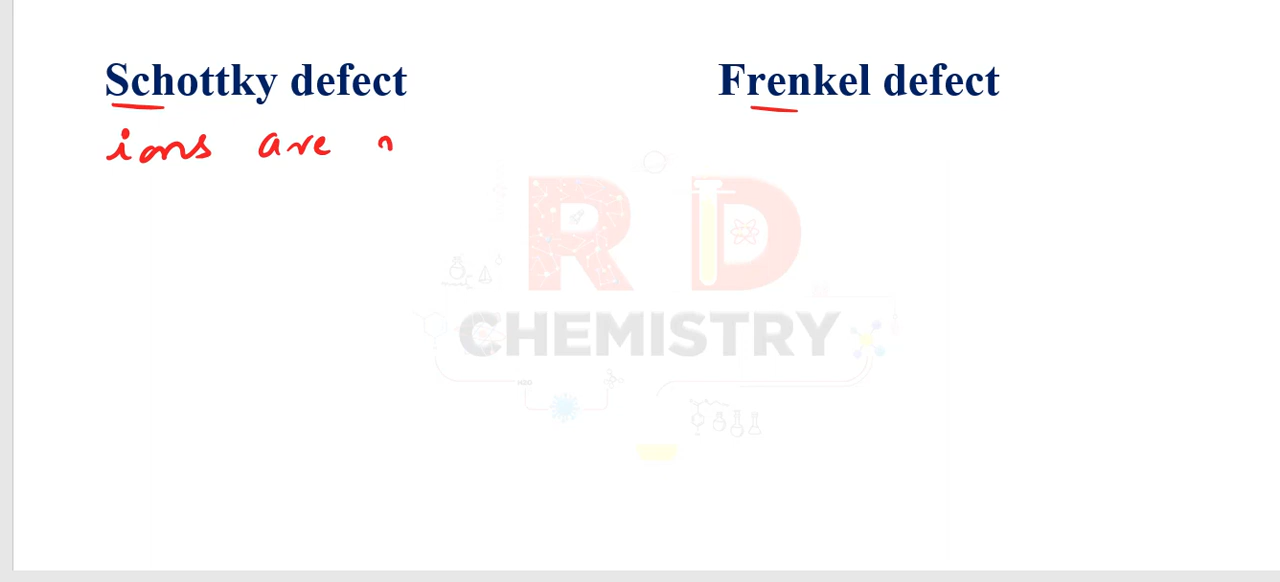 Schottky defect
Frenkel defect
ions are
R D
CHEMISTRY